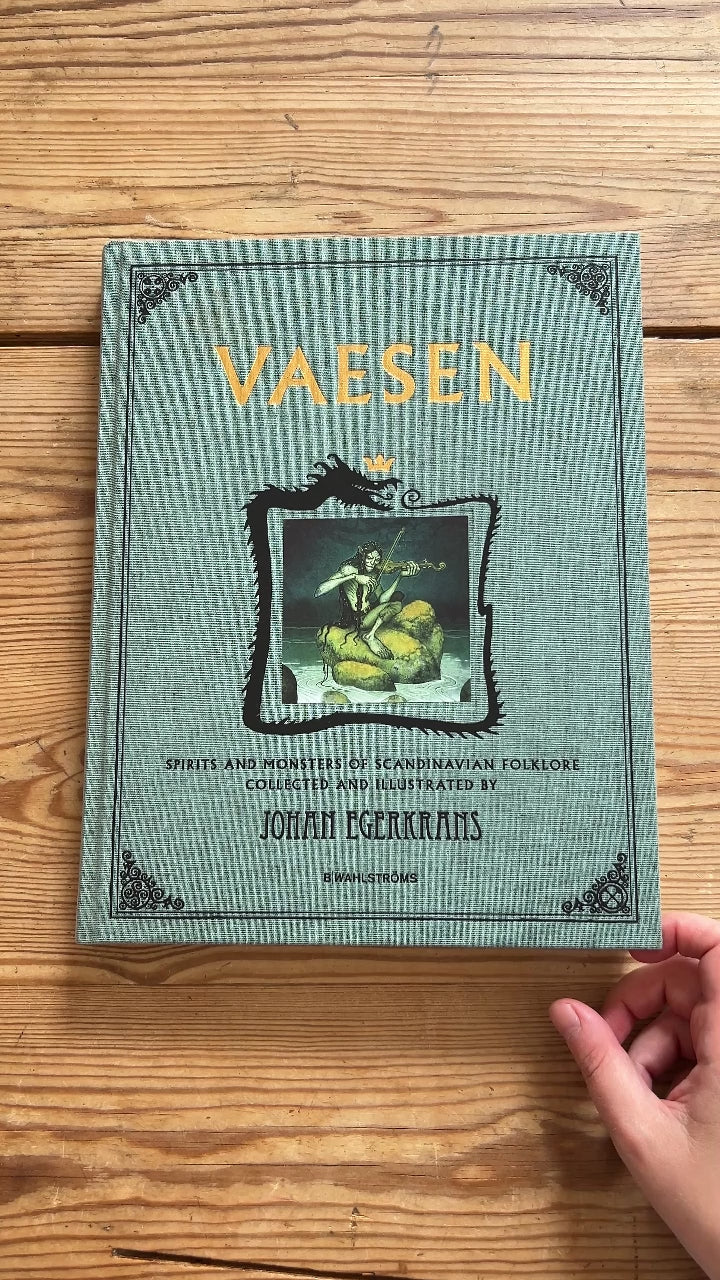 VAESEN
SPIRITS AND MONSTERS OF SCANDINAVIAN FOLKLORE
COLLECTED AND ILLUSTRATED BY
JOHAN EGERKRANS
B WAHLSTRÖMS